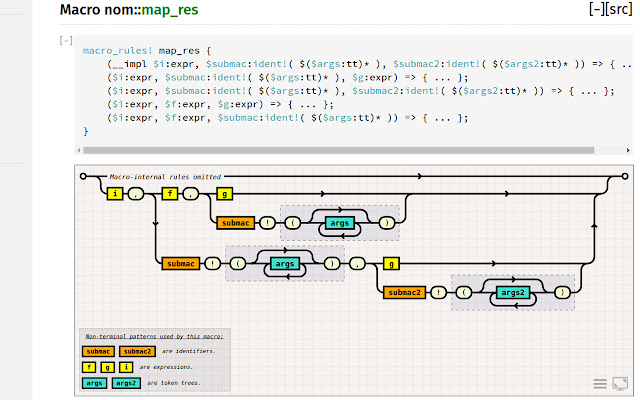 Macro nom::map_res
[-][src]
[-]
macro_rules! map_res {
(__impl $i:expr, $submac:ident!( $($args:tt)* ), $submac2:ident!( $($args2:tt)* )) => { ..
($i:expr, $submac:ident!( $($args:tt)* ), $g:expr) => { ... };
($i:expr, $submac:ident!( $($args:tt)* ), $submac2:ident!( $($args2:tt)* )) => { ... };
($i:expr, $f:expr, $g:expr) => { ... };
($i:expr, $f:expr, $submac:ident!( $($args:tt)* )) => { ... };
}
Macro-internal rules omitted
i , f , g
submac ! ( args )
submac ! ( args ) , g
submac2 ! ( args2 )
Non-terminal patterns used by this macro:
submac submac2 are identifiers.
f g i are expressions.
args args2 are token trees.